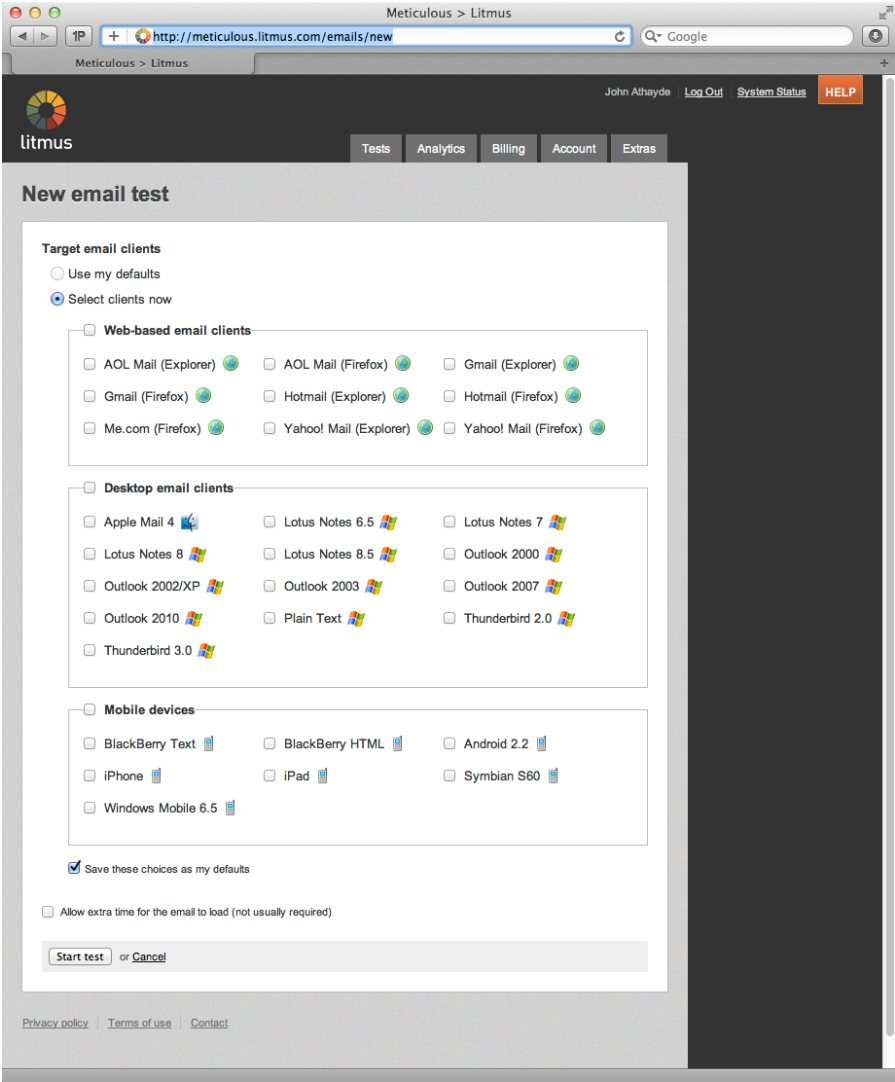 Meticulous > Litmus
1P + http://meticulous.litmus.com/emails/new Google
Meticulous > Litmus +
John Athayde Log Out System Status HELP
litmus
Tests Analytics Billing Account Extras
New email test
Target email clients
Use my defaults
Select clients now
Web-based email clients
AOL Mail (Explorer) AOL Mail (Firefox) Gmail (Explorer)
Gmail (Firefox) Hotmail (Explorer) Hotmail (Firefox)
Me.com (Firefox) Yahoo! Mail (Explorer) Yahoo! Mail (Firefox)
Desktop email clients
Apple Mail 4 Lotus Notes 6.5 Lotus Notes 7
Lotus Notes 8 Lotus Notes 8.5 Outlook 2000
Outlook 2002/XP Outlook 2003 Outlook 2007
Outlook 2010 Plain Text Thunderbird 2.0
Thunderbird 3.0
Mobile devices
BlackBerry Text BlackBerry HTML Android 2.2
iPhone iPad Symbian S60
Windows Mobile 6.5
Save these choices as my defaults
Allow extra time for the email to load (not usually required)
Start test or Cancel
Privacy policy Terms of use Contact